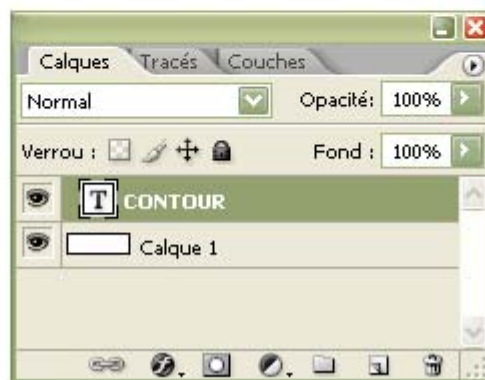 Calques Tracés Couches
Normal Opacité: 100%
Verrou : Fond : 100%
T CONTOUR
Calque 1